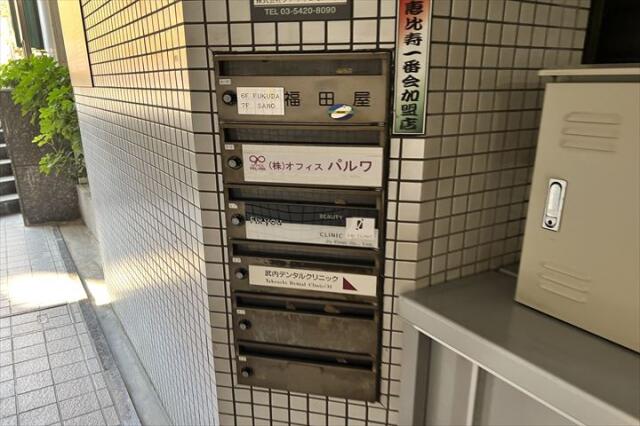 TEL 03-5420-8090
恵比寿一番会加盟店
6F FUKUDA
7F SANO
福田屋
(株)オフィス パルワ
BEAUTY
CLINIC
武内デンタルクリニック
Takeuchi Dental Clinic